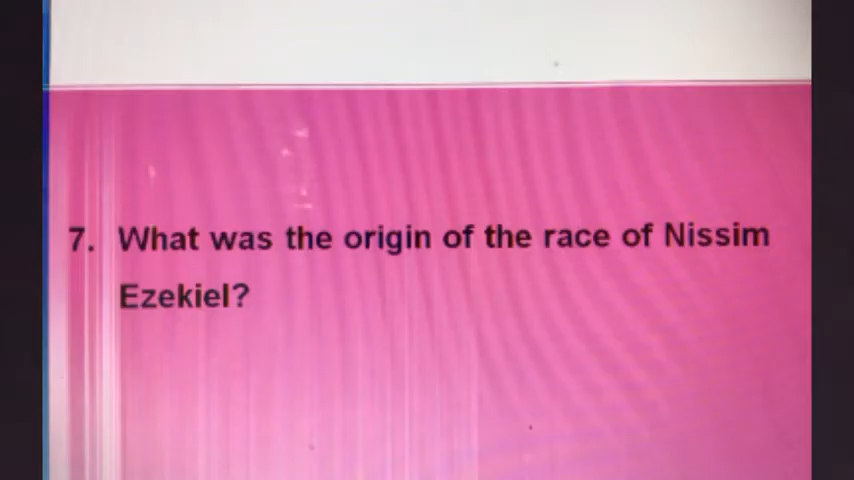 7. What was the origin of the race of Nissim
Ezekiel?